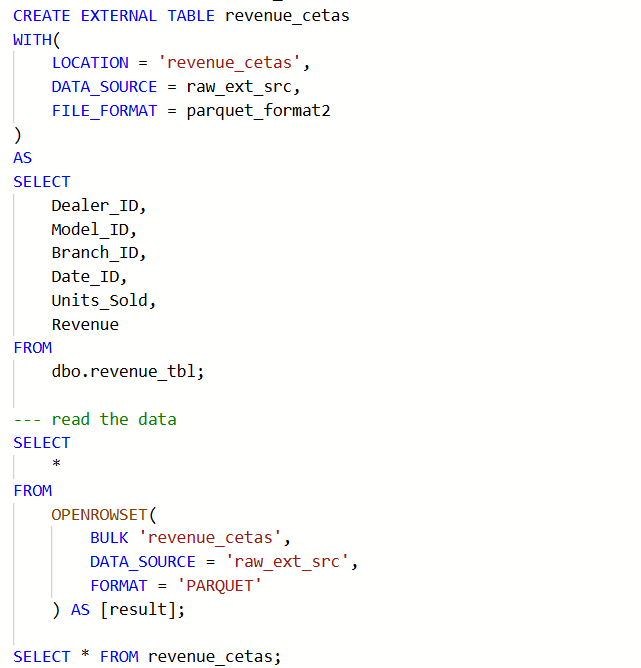 CREATE EXTERNAL TABLE revenue_cetas
WITH(
    LOCATION = 'revenue_cetas',
    DATA_SOURCE = raw_ext_src,
    FILE_FORMAT = parquet_format2
)
AS
SELECT
    Dealer_ID,
    Model_ID,
    Branch_ID,
    Date_ID,
    Units_Sold,
    Revenue
FROM
    dbo.revenue_tbl;

--- read the data
SELECT
    *
FROM
    OPENROWSET(
        BULK 'revenue_cetas',
        DATA_SOURCE = 'raw_ext_src',
        FORMAT = 'PARQUET'
    ) AS [result];

SELECT * FROM revenue_cetas;